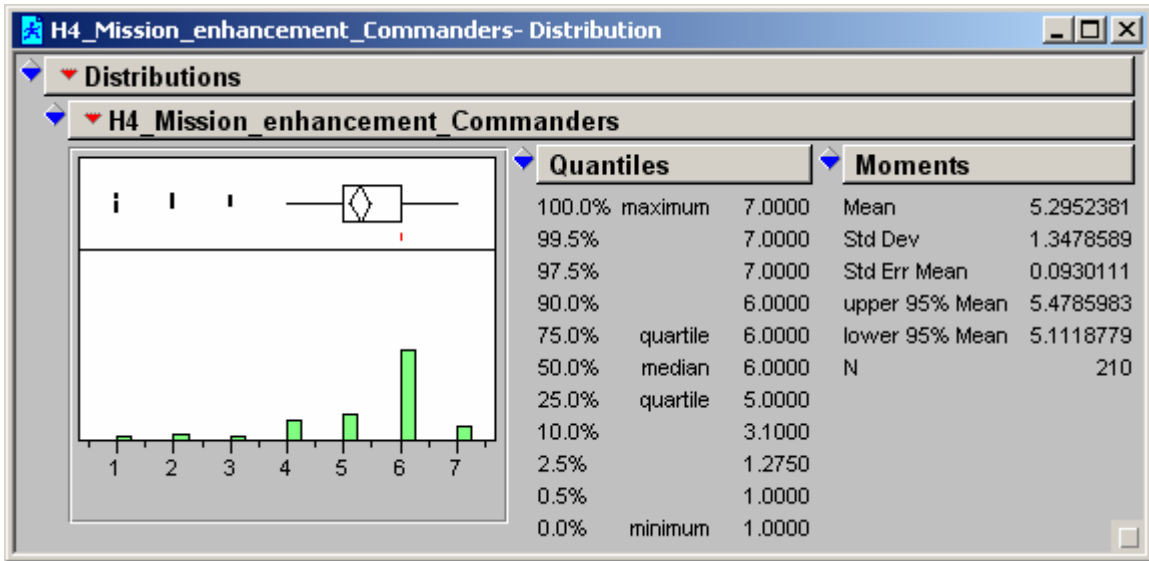 H4_Mission_enhancement_Commanders- Distribution
Distributions
H4_Mission_enhancement_Commanders
1 2 3 4 5 6 7
Quantiles
100.0% maximum 7.0000
99.5% 7.0000
97.5% 7.0000
90.0% 6.0000
75.0% quartile 6.0000
50.0% median 6.0000
25.0% quartile 5.0000
10.0% 3.1000
2.5% 1.2750
0.5% 1.0000
0.0% minimum 1.0000
Moments
Mean 5.2952381
Std Dev 1.3478589
Std Err Mean 0.0930111
upper 95% Mean 5.4785983
lower 95% Mean 5.1118779
N 210